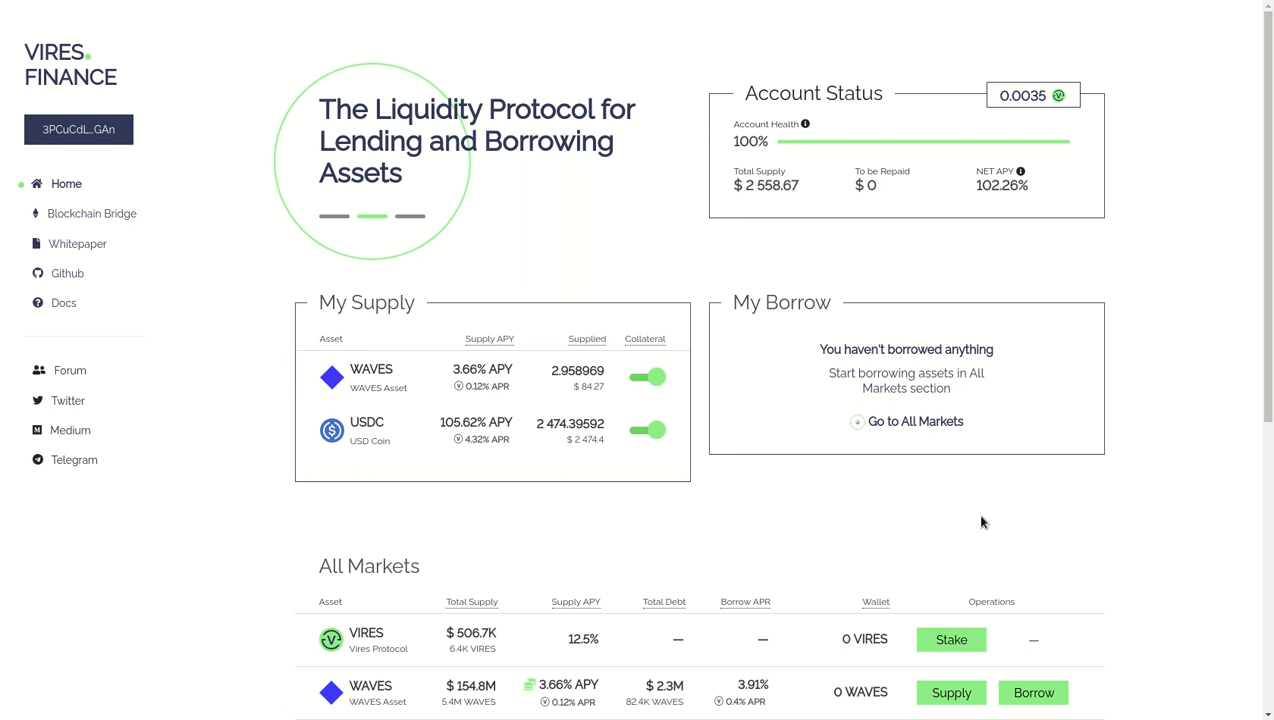 VIRES.
FINANCE
3PCuCdL...GAn
Home
Blockchain Bridge
Whitepaper
Github
Docs
Forum
Twitter
Medium
Telegram
The Liquidity Protocol for
Lending and Borrowing
Assets
Account Status
0.0035
Account Health
100%
Total Supply To be Repaid NET APY
$ 2 558.67 $ 0 102.26%
My Supply
Asset Supply APY Supplied Collateral
WAVES 3.66% APY 2.958969
WAVES Asset 0.12% APR $ 84.27
USDC 105.62% APY 2 474.39592
USD Coin 4.32% APR $ 2 474.4
My Borrow
You haven't borrowed anything
Start borrowing assets in All
Markets section
Go to All Markets
All Markets
Asset Total Supply Supply APY Total Debt Borrow APR Wallet Operations
VIRES $ 506.7K 12.5% — — 0 VIRES Stake —
Vires Protocol 6.4K VIRES
WAVES $ 154.8M 3.66% APY $ 2.3M 3.91% 0 WAVES Supply Borrow
WAVES Asset 5.4M WAVES 0.12% APR 82.4K WAVES 0.4% APR